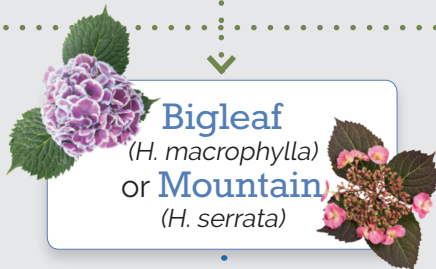 Bigleaf
(H. macrophylla)
or Mountain
(H. serrata)